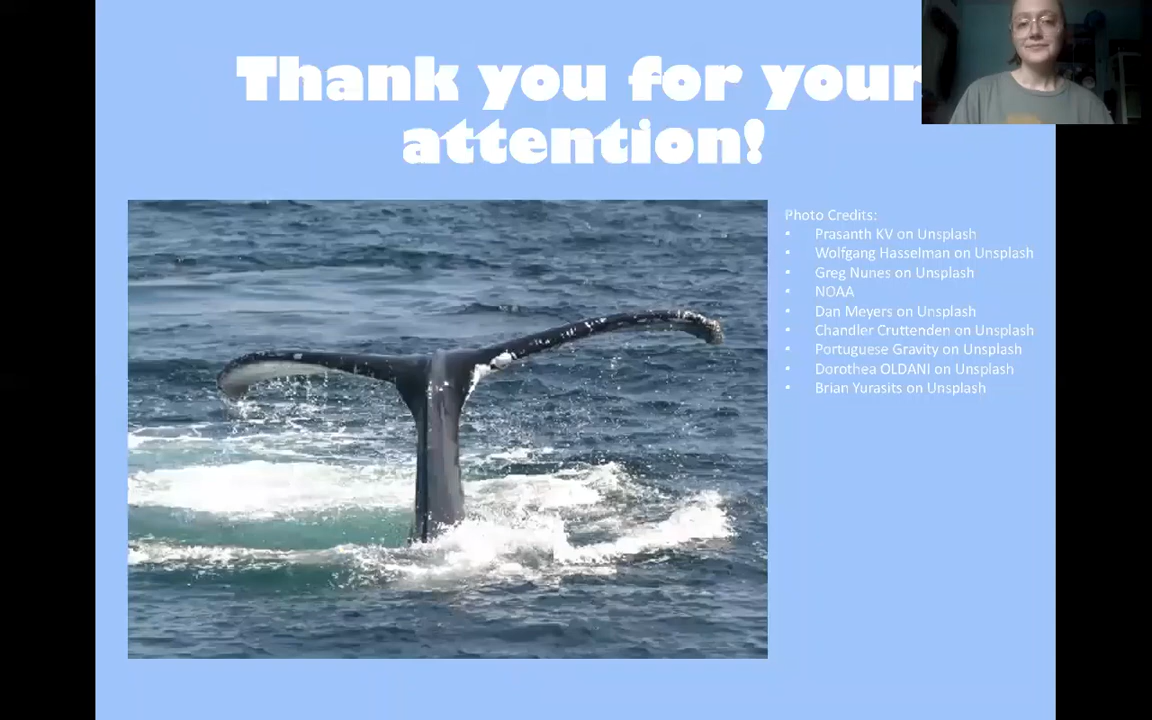 Thank you for your
attention!
Photo Credits:
• Prasanth KV on Unsplash
• Wolfgang Hasselman on Unsplash
• Greg Nunes on Unsplash
• NOAA
• Dan Meyers on Unsplash
• Chandler Cruttenden on Unsplash
• Portuguese Gravity on Unsplash
• Dorothea OLDANI on Unsplash
• Brian Yurasits on Unsplash